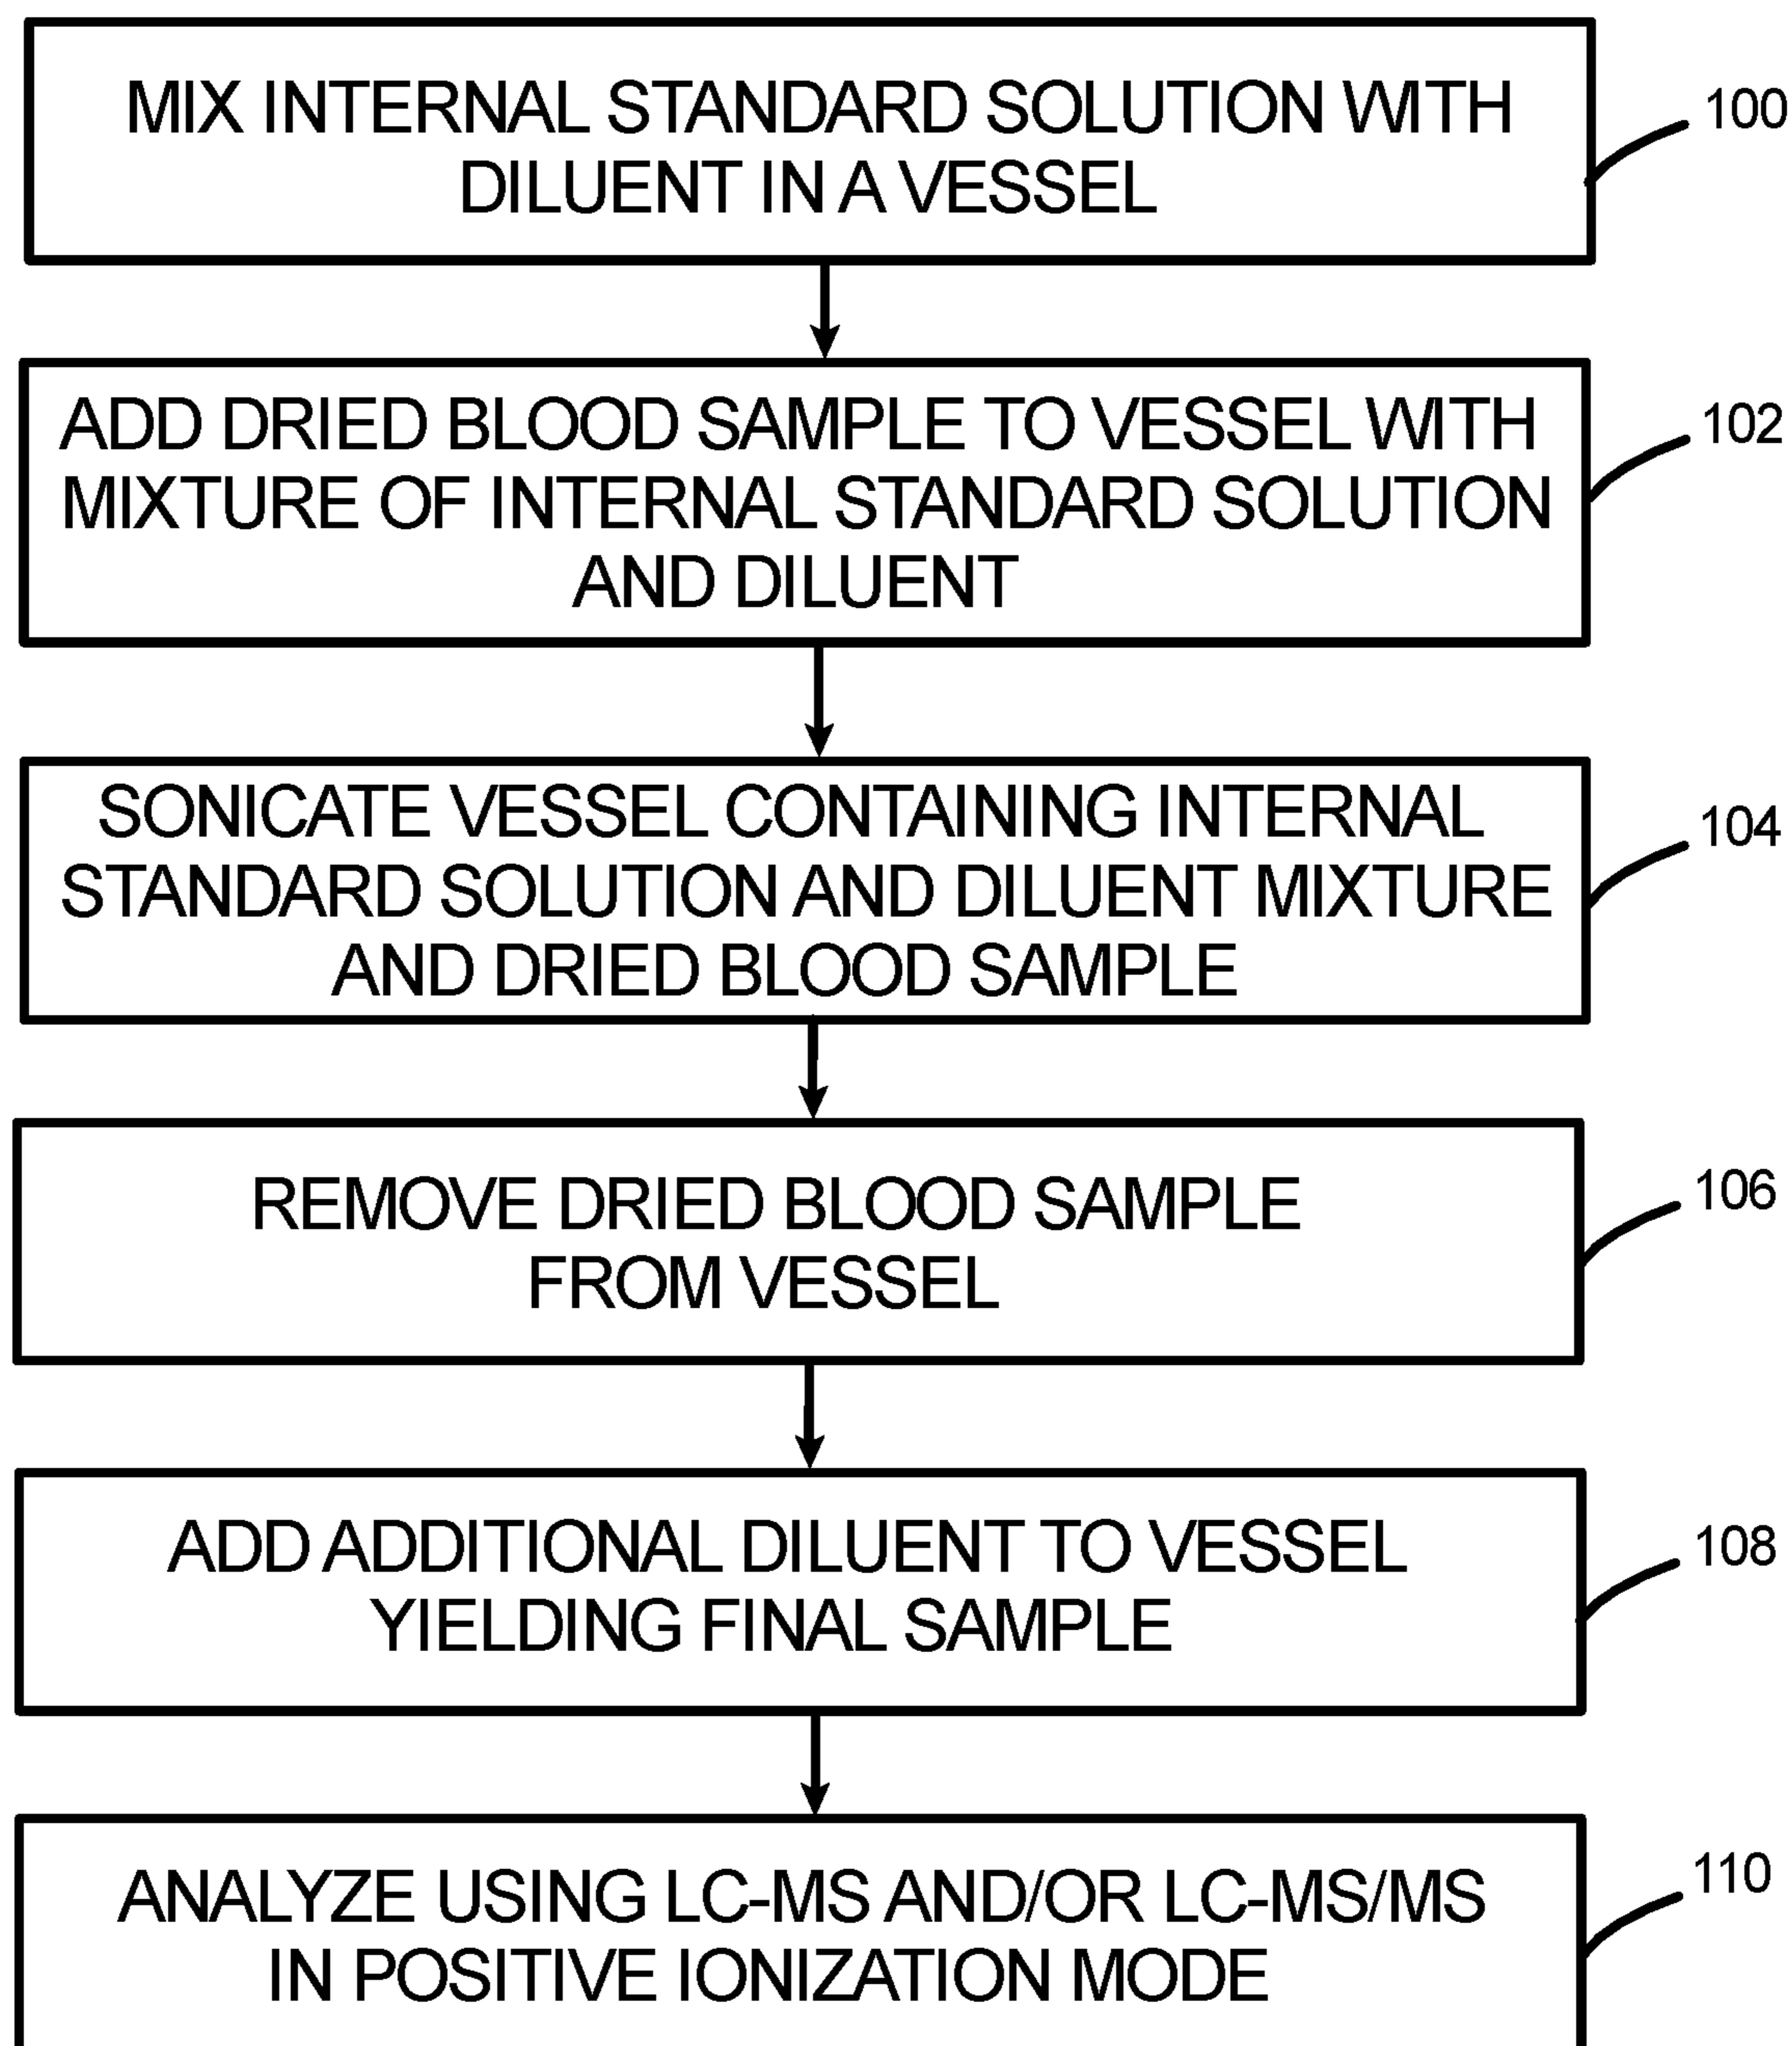 MIX INTERNAL STANDARD SOLUTION WITH
DILUENT IN A VESSEL
100
ADD DRIED BLOOD SAMPLE TO VESSEL WITH
MIXTURE OF INTERNAL STANDARD SOLUTION
AND DILUENT
102
SONICATE VESSEL CONTAINING INTERNAL
STANDARD SOLUTION AND DILUENT MIXTURE
AND DRIED BLOOD SAMPLE
104
REMOVE DRIED BLOOD SAMPLE
FROM VESSEL
106
ADD ADDITIONAL DILUENT TO VESSEL
YIELDING FINAL SAMPLE
108
ANALYZE USING LC-MS AND/OR LC-MS/MS
IN POSITIVE IONIZATION MODE
110